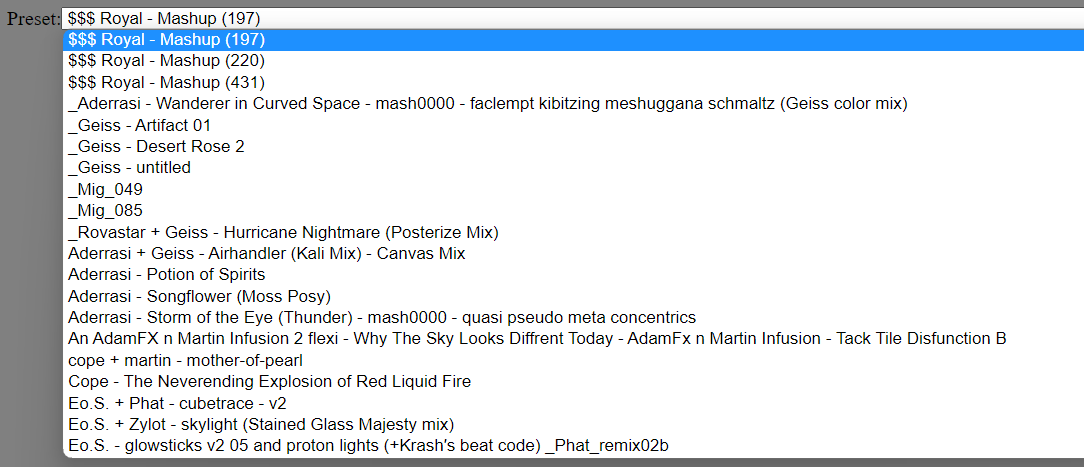 Preset: $$$ Royal - Mashup (197)
$$$ Royal - Mashup (197)
$$$ Royal - Mashup (220)
$$$ Royal - Mashup (431)
_Aderrasi - Wanderer in Curved Space - mash0000 - faclempt kibitzing meshuggana schmaltz (Geiss color mix)
_Geiss - Artifact 01
_Geiss - Desert Rose 2
_Geiss - untitled
_Mig_049
_Mig_085
_Rovastar + Geiss - Hurricane Nightmare (Posterize Mix)
Aderrasi + Geiss - Airhandler (Kali Mix) - Canvas Mix
Aderrasi - Potion of Spirits
Aderrasi - Songflower (Moss Posy)
Aderrasi - Storm of the Eye (Thunder) - mash0000 - quasi pseudo meta concentrics
An AdamFX n Martin Infusion 2 flexi - Why The Sky Looks Diffrent Today - AdamFx n Martin Infusion - Tack Tile Disfunction B
cope + martin - mother-of-pearl
Cope - The Neverending Explosion of Red Liquid Fire
Eo.S. + Phat - cubetrace - v2
Eo.S. + Zylot - skylight (Stained Glass Majesty mix)
Eo.S. - glowsticks v2 05 and proton lights (+Krash's beat code) _Phat_remix02b